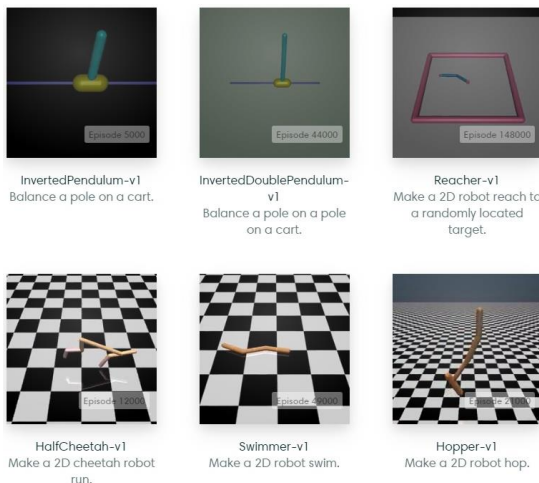 Episode 5000
Episode 44000
Episode 148000
InvertedPendulum-v1
Balance a pole on a cart.
InvertedDoublePendulum-
v1
Balance a pole on a pole
on a cart.
Reacher-v1
Make a 2D robot reach to
a randomly located
target.
Episode 12000
Episode 49000
Episode 21000
HalfCheetah-v1
Make a 2D cheetah robot
run.
Swimmer-v1
Make a 2D robot swim.
Hopper-v1
Make a 2D robot hop.